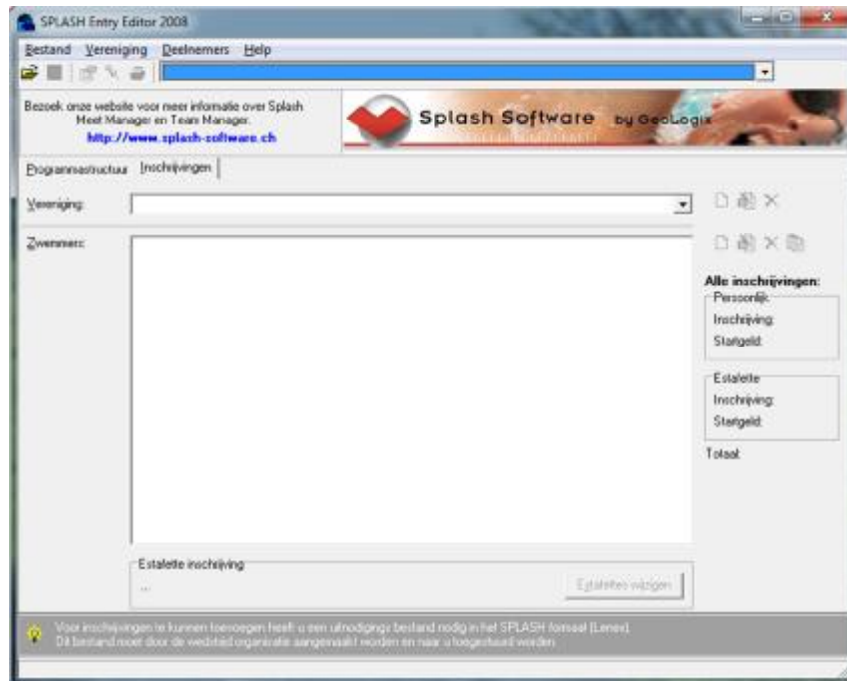 SPLASH Entry Editor 2008
Bestand Vereniging Deelnemers Help
Bezoek onze website voor meer informatie over Splash
Meet Manager en Team Manager.
http://www.splash-software.ch
Splash Software by GeoLogix
Programmastructuur Inschrijvingen
Vereniging:
Zwemmers:
Alle inschrijvingen:
Persoonlijk
Inschrijving:
Startgeld:
Estafette
Inschrijving:
Startgeld:
Totaal:
Estafette inschrijving
...
Estafettes wijzigen
Voor inschrijvingen te kunnen toevoegen heeft u een uitnodigings bestand nodig in het SPLASH formaat (Lenex).
Dit bestand moet door de wedstrijd organisatie aangemaakt worden en naar u toegestuurd worden.